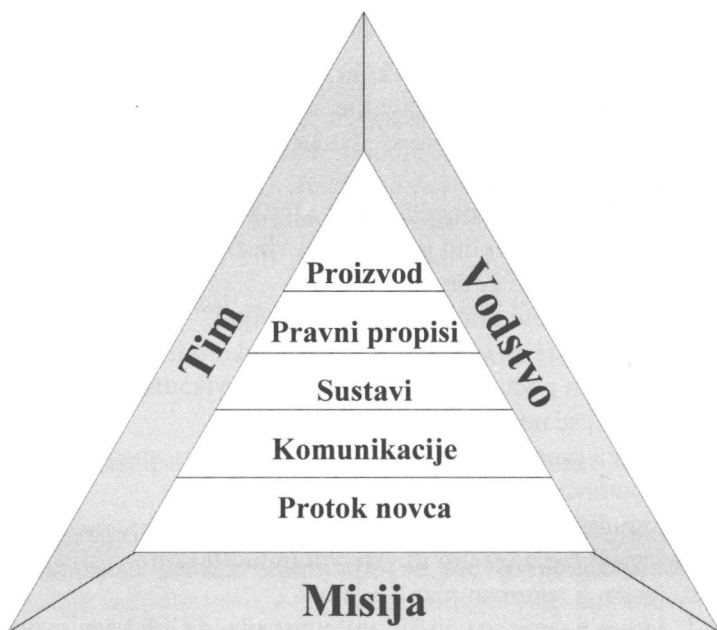 Proizvod
Pravni propisi
Sustavi
Komunikacije
Protok novca
Tim
Vodstvo
Misija